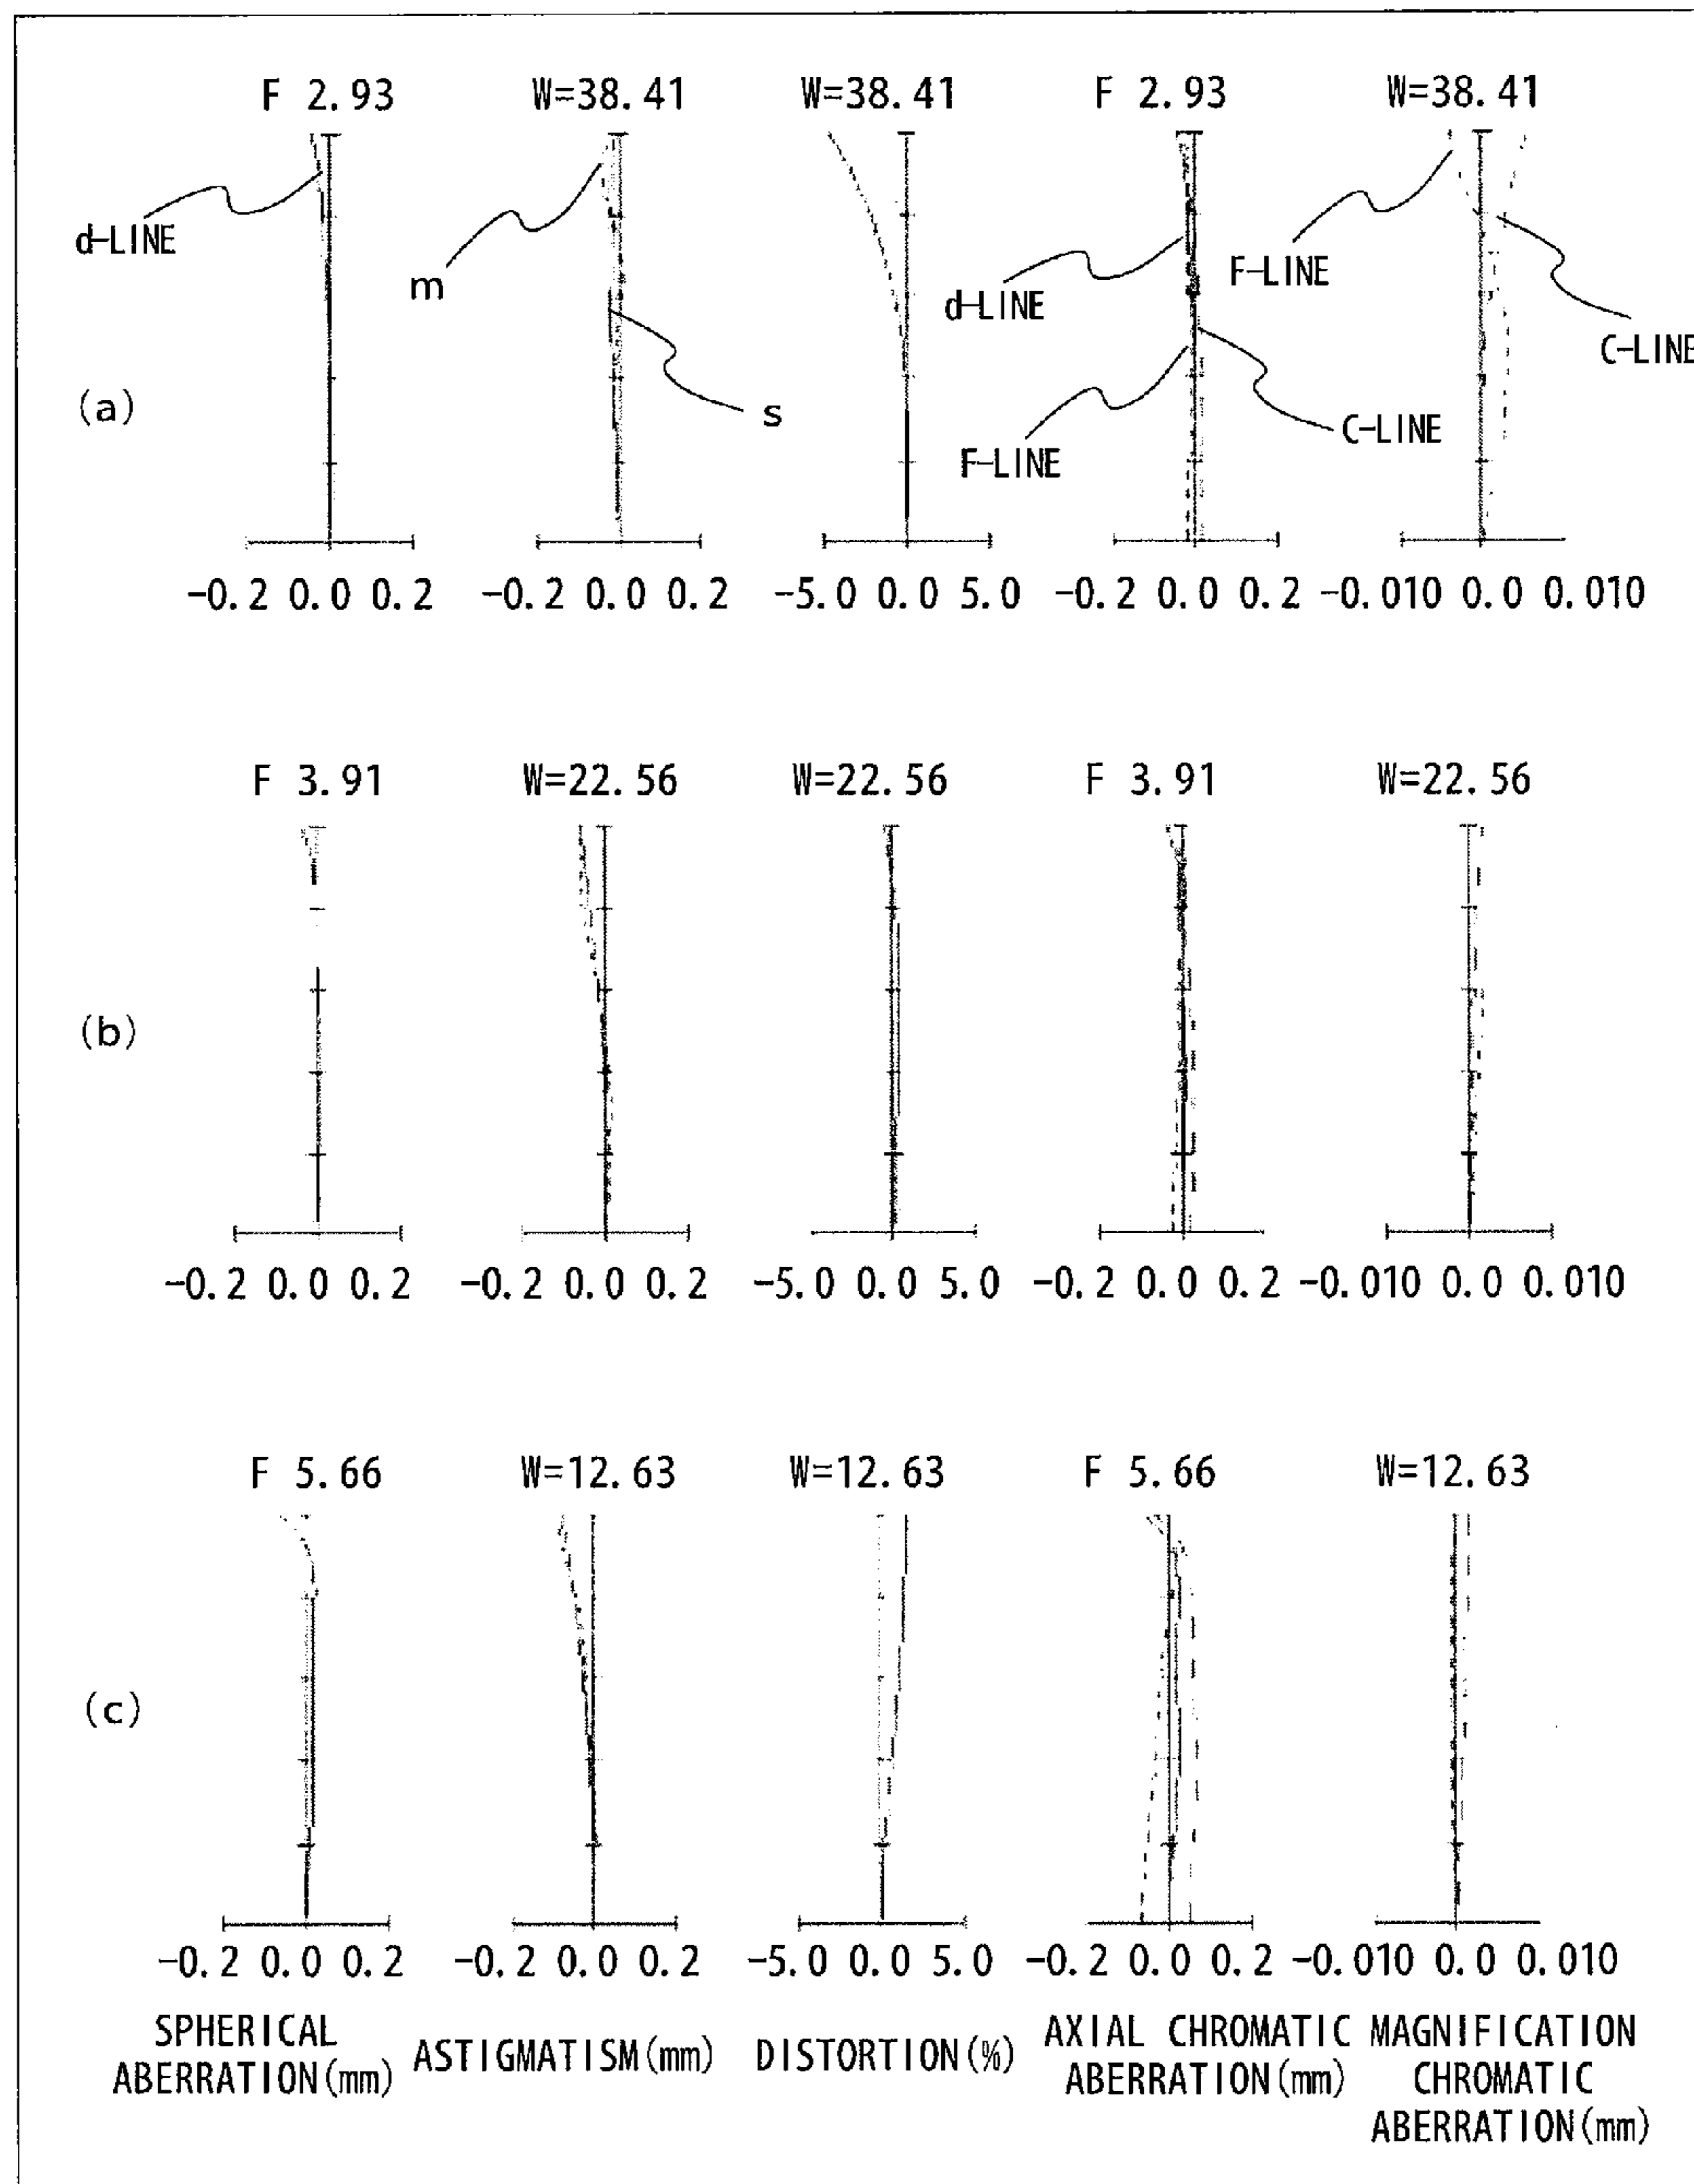 F 2.93 W=38.41 W=38.41 F 2.93 W=38.41
d-LINE
m
s
d-LINE
F-LINE
C-LINE
F-LINE
C-LINE
(a)
-0.2 0.0 0.2 -0.2 0.0 0.2 -5.0 0.0 5.0 -0.2 0.0 0.2 -0.010 0.0 0.010
F 3.91 W=22.56 W=22.56 F 3.91 W=22.56
(b)
-0.2 0.0 0.2 -0.2 0.0 0.2 -5.0 0.0 5.0 -0.2 0.0 0.2 -0.010 0.0 0.010
F 5.66 W=12.63 W=12.63 F 5.66 W=12.63
(c)
-0.2 0.0 0.2 -0.2 0.0 0.2 -5.0 0.0 5.0 -0.2 0.0 0.2 -0.010 0.0 0.010
SPHERICAL
ABERRATION(mm)
ASTIGMATISM(mm)
DISTORTION(%)
AXIAL CHROMATIC
ABERRATION(mm)
MAGNIFICATION
CHROMATIC
ABERRATION(mm)